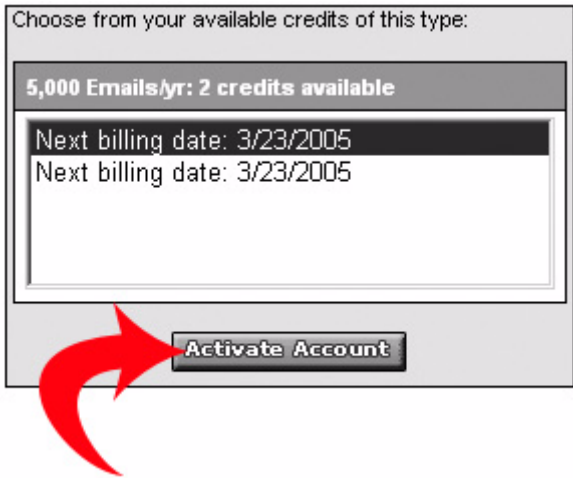 Choose from your available credits of this type:
5,000 Emails/yr: 2 credits available
Next billing date: 3/23/2005
Next billing date: 3/23/2005
Activate Account